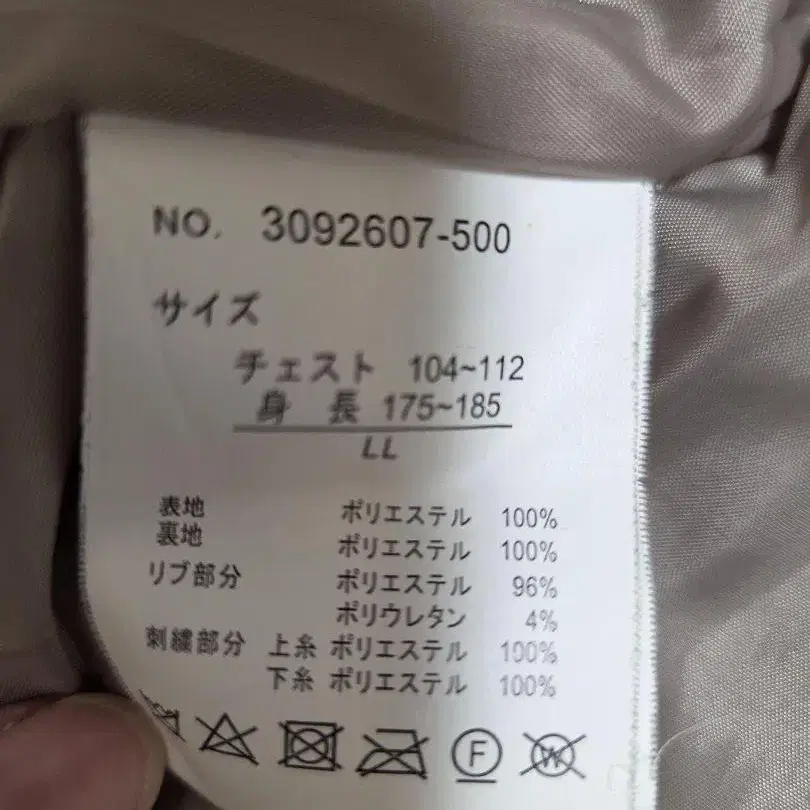 NO. 3092607-500
サイズ
チェスト 104~112
身 長 175~185
LL
表地 ポリエステル 100%
裏地 ポリエステル 100%
リブ部分 ポリエステル 96%
ポリウレタン 4%
刺繍部分 上糸 ポリエステル 100%
下糸 ポリエステル 100%
F W